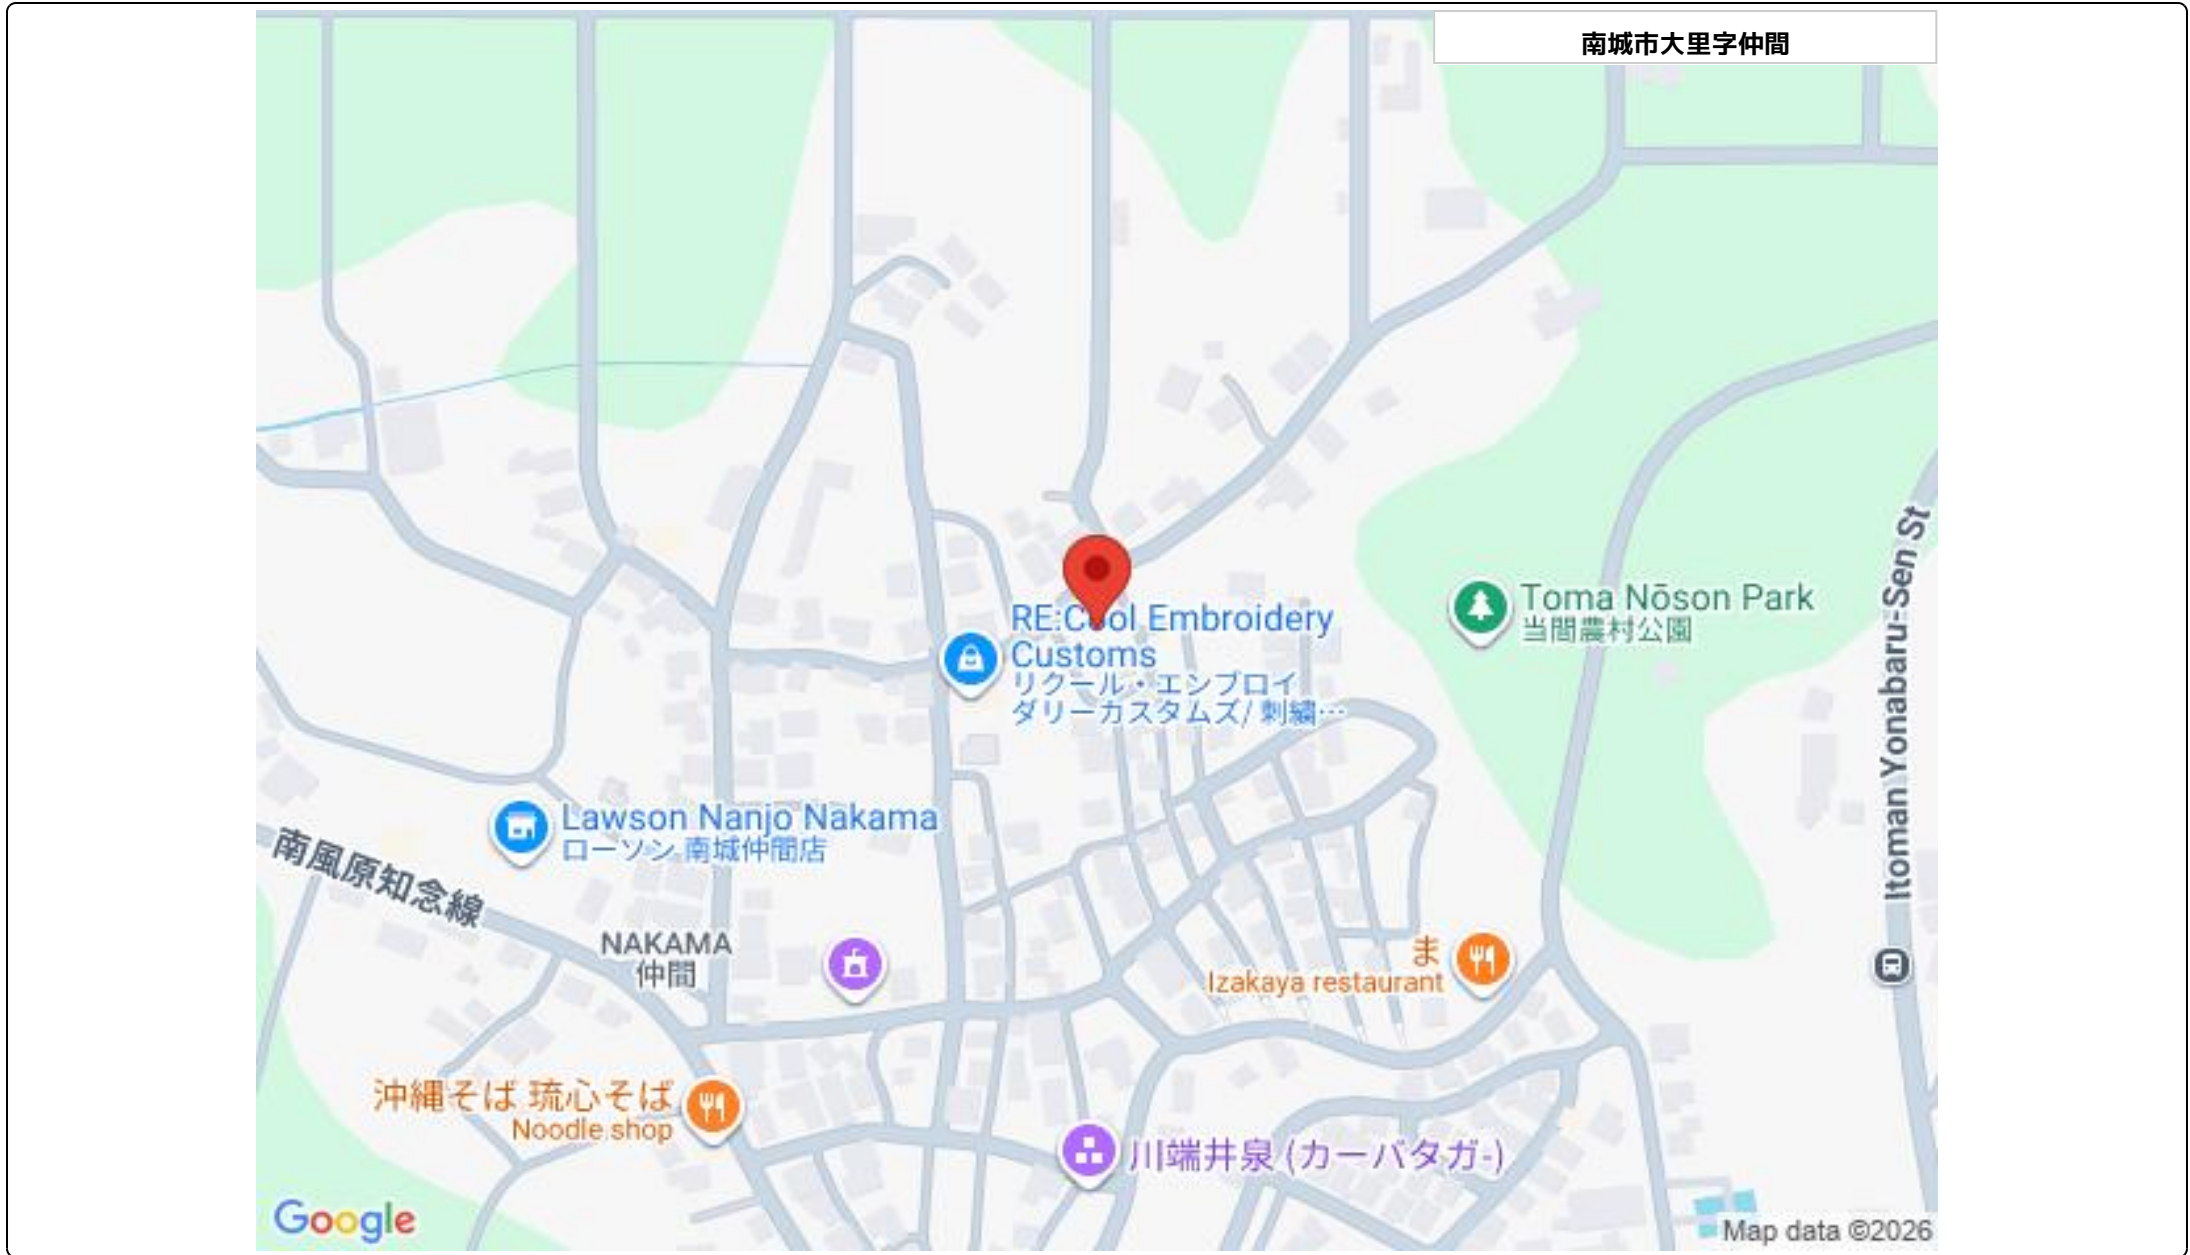 南城市大里字仲間
RE:Cool Embroidery
Customs
リクール・エンブロイ
ダリーカスタムズ/ 刺繍…
Toma Nōson Park
当間農村公園
Itoman Yonabaru-Sen St
Lawson Nanjo Nakama
ローソン 南城仲間店
南風原知念線
NAKAMA
仲間
ま
Izakaya restaurant
沖縄そば 琉心そば
Noodle shop
川端井泉 (カーバタガ-)
Google
Map data ©2026